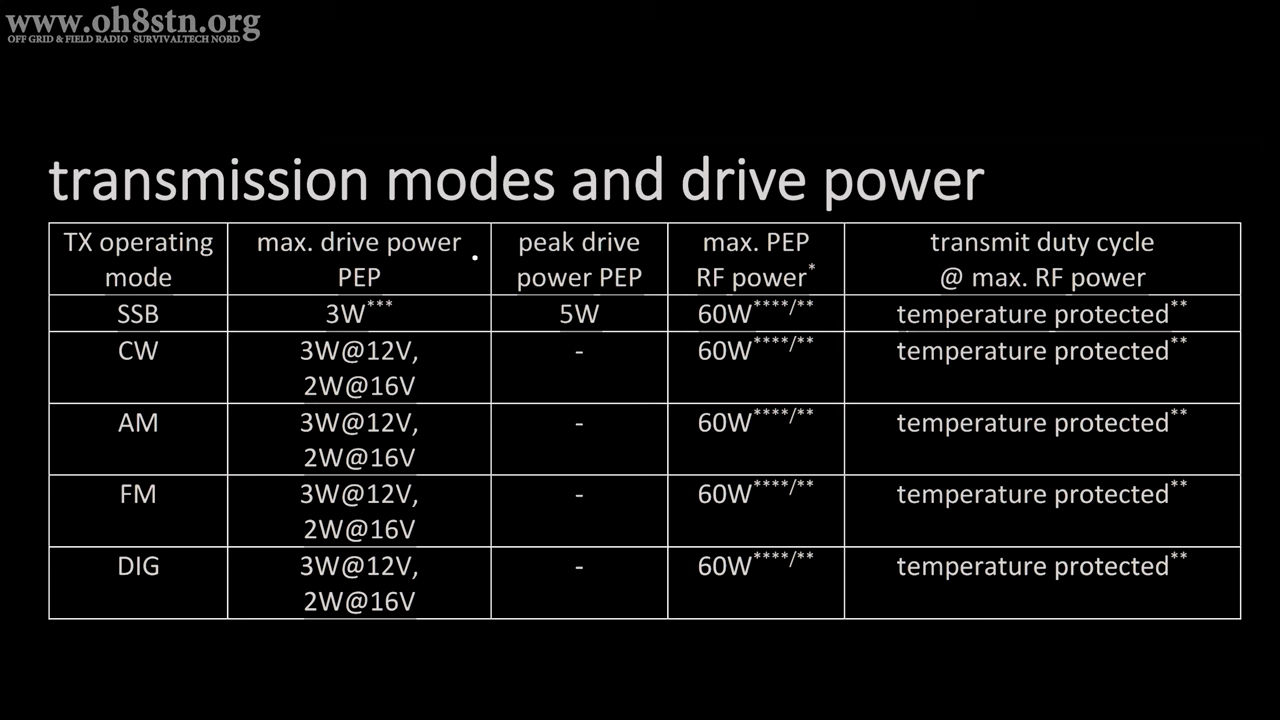 www.oh8stn.org
OFF GRID & FIELD RADIO SURVIVALTECH NORD
transmission modes and drive power
TX operating mode | max. drive power PEP | peak drive power PEP | max. PEP RF power* | transmit duty cycle @ max. RF power
SSB | 3W*** | 5W | 60W****/** | temperature protected**
CW | 3W@12V, 2W@16V | - | 60W****/** | temperature protected**
AM | 3W@12V, 2W@16V | - | 60W****/** | temperature protected**
FM | 3W@12V, 2W@16V | - | 60W****/** | temperature protected**
DIG | 3W@12V, 2W@16V | - | 60W****/** | temperature protected**